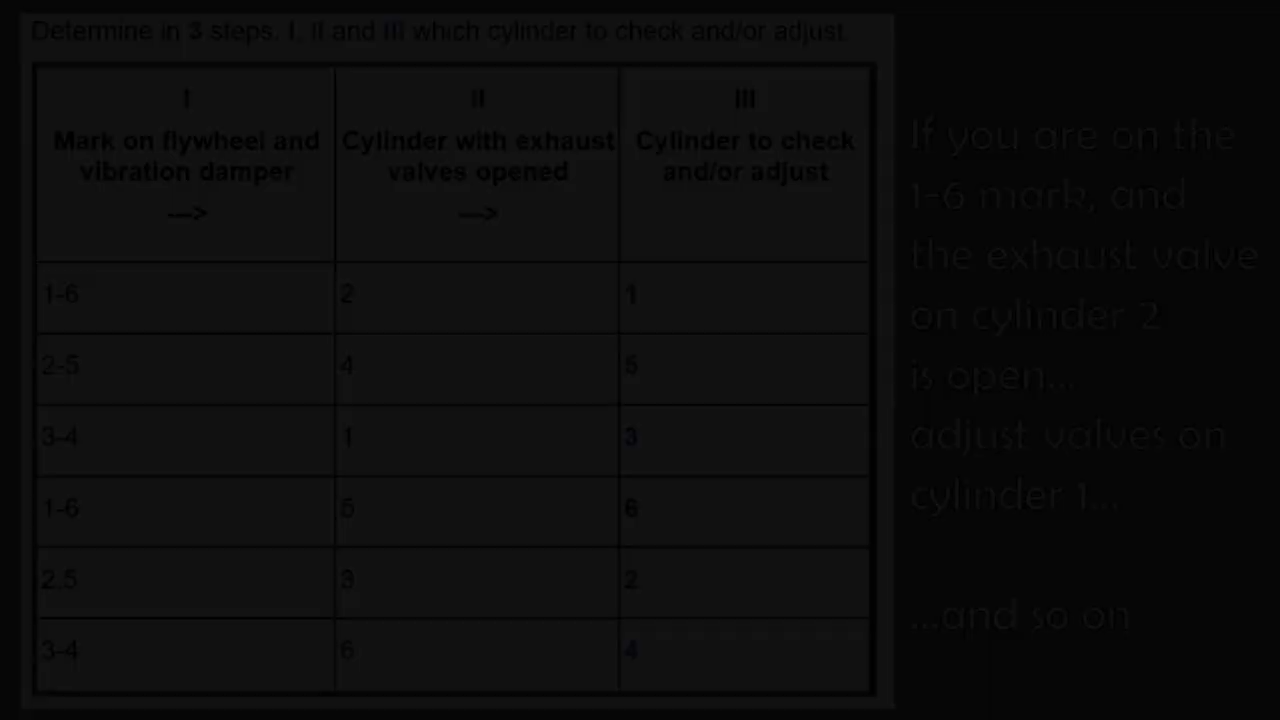 Determine in 3 steps. I, II and III which cylinder to check and/or adjust.
I II III
Mark on flywheel and vibration damper Cylinder with exhaust valves opened Cylinder to check and/or adjust
---> --->
1-6 2 1
2-5 4 5
3-4 1 3
1-6 5 6
2.5 3 2
3-4 6 4
If you are on the
1-6 mark, and
the exhaust valve
on cylinder 2
is open...
adjust valves on
cylinder 1...
...and so on